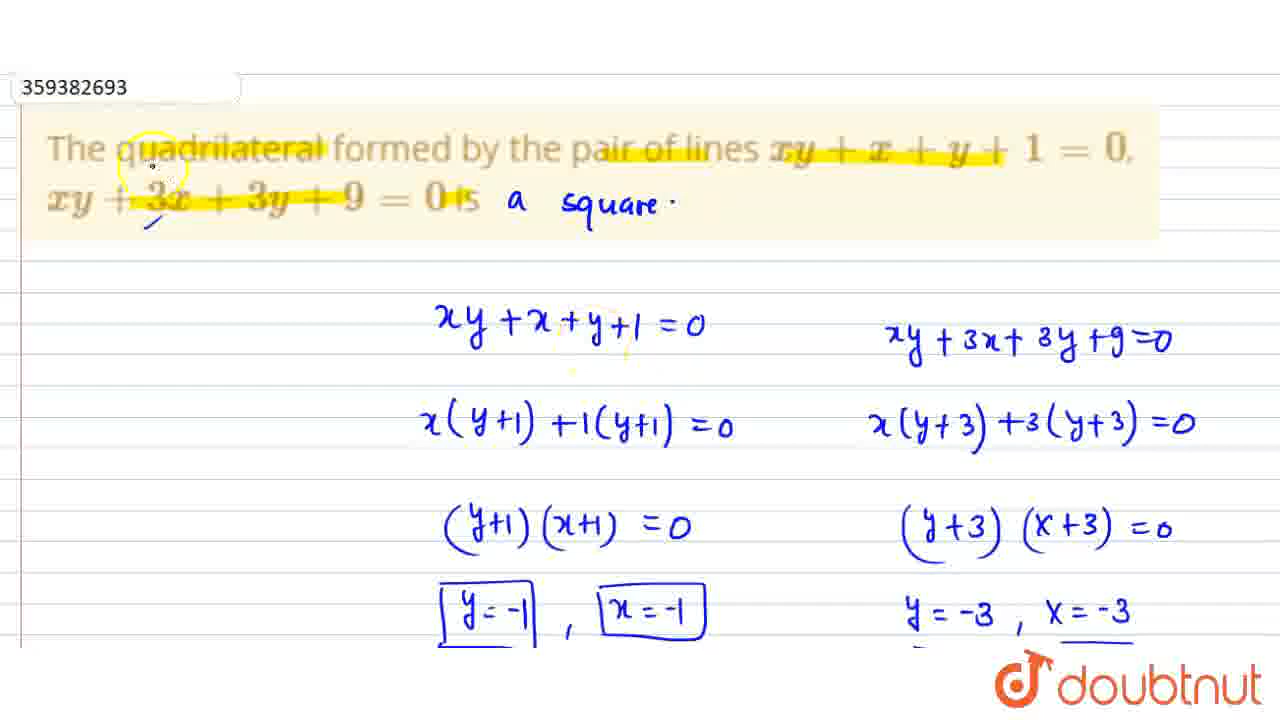 359382693
The quadrilateral formed by the pair of lines xy + x + y + 1 = 0,
xy + 3x + 3y + 9 = 0 is a square.
xy + x + y + 1 = 0
xy + 3x + 3y + 9 = 0
x(y+1) + 1(y+1) = 0
x(y+3) + 3(y+3) = 0
(y+1)(x+1) = 0
(y+3)(x+3) = 0
y = -1, x = -1
y = -3, x = -3
doubtnut